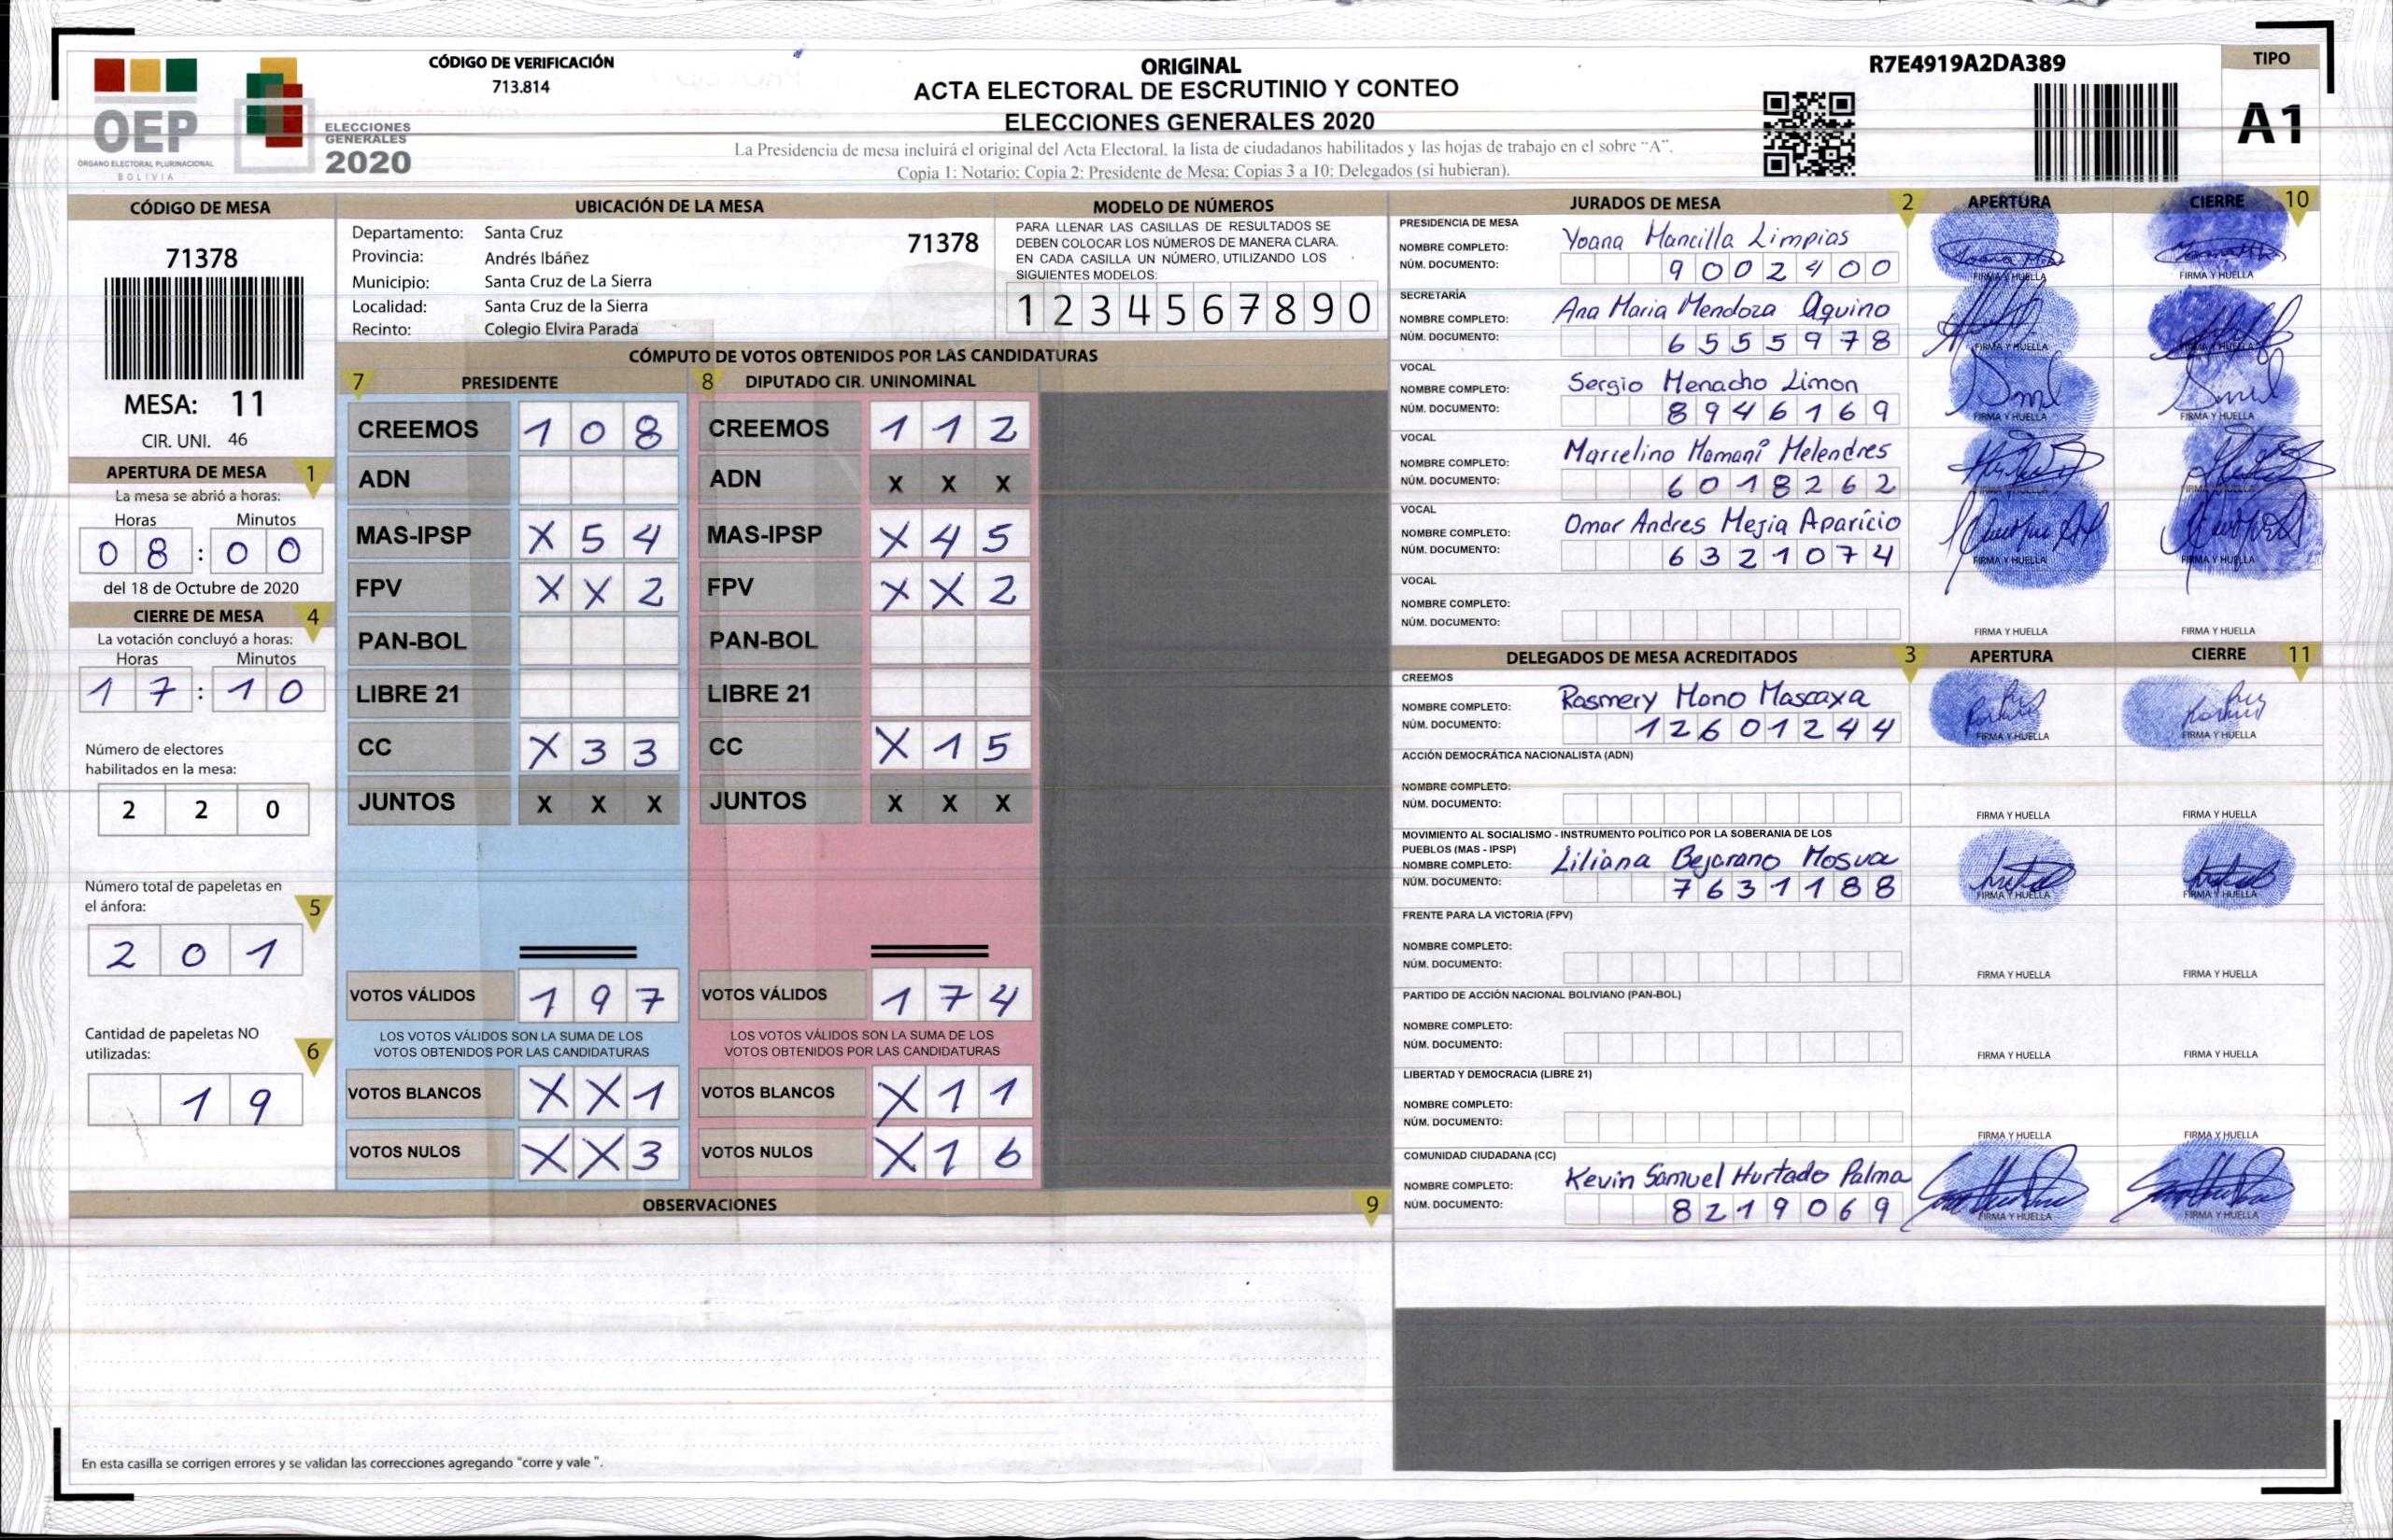 OEP
ÓRGANO ELECTORAL PLURINACIONAL
BOLIVIA
ELECCIONES
GENERALES
2020
CÓDIGO DE VERIFICACIÓN
713.814
ORIGINAL
ACTA ELECTORAL DE ESCRUTINIO Y CONTEO
ELECCIONES GENERALES 2020
La Presidencia de mesa incluirá el original del Acta Electoral, la lista de ciudadanos habilitados y las hojas de trabajo en el sobre “A”.
Copia 1: Notario; Copia 2: Presidente de Mesa; Copias 3 a 10: Delegados (si hubieran).
R7E4919A2DA389
TIPO
A1
CÓDIGO DE MESA
71378
MESA: 11
CIR. UNI. 46
APERTURA DE MESA 1
La mesa se abrió a horas:
Horas Minutos
08:00
del 18 de Octubre de 2020
CIERRE DE MESA 4
La votación concluyó a horas:
Horas Minutos
17:10
Número de electores
habilitados en la mesa:
2 2 0
Número total de papeletas en
el ánfora: 5
2 0 1
Cantidad de papeletas NO
utilizadas: 6
1 9
UBICACIÓN DE LA MESA
Departamento: Santa Cruz 71378
Provincia: Andrés Ibáñez
Municipio: Santa Cruz de La Sierra
Localidad: Santa Cruz de la Sierra
Recinto: Colegio Elvira Parada
MODELO DE NÚMEROS
PARA LLENAR LAS CASILLAS DE RESULTADOS SE
DEBEN COLOCAR LOS NÚMEROS DE MANERA CLARA.
EN CADA CASILLA UN NÚMERO, UTILIZANDO LOS
SIGUIENTES MODELOS:
1 2 3 4 5 6 7 8 9 0
CÓMPUTO DE VOTOS OBTENIDOS POR LAS CANDIDATURAS
7 PRESIDENTE
CREEMOS 1 0 8
ADN
MAS-IPSP X 5 4
FPV X X 2
PAN-BOL
LIBRE 21
CC X 3 3
JUNTOS X X X
VOTOS VÁLIDOS 1 9 7
LOS VOTOS VÁLIDOS SON LA SUMA DE LOS
VOTOS OBTENIDOS POR LAS CANDIDATURAS
VOTOS BLANCOS X X 1
VOTOS NULOS X X 3
8 DIPUTADO CIR. UNINOMINAL
CREEMOS 1 1 2
ADN X X X
MAS-IPSP X 4 5
FPV X X 2
PAN-BOL
LIBRE 21
CC X 1 5
JUNTOS X X X
VOTOS VÁLIDOS 1 7 4
LOS VOTOS VÁLIDOS SON LA SUMA DE LOS
VOTOS OBTENIDOS POR LAS CANDIDATURAS
VOTOS BLANCOS X 1 1
VOTOS NULOS X 1 6
OBSERVACIONES 9
En esta casilla se corrigen errores y se validan las correcciones agregando "corre y vale ".
JURADOS DE MESA 2 APERTURA CIERRE 10
PRESIDENCIA DE MESA
NOMBRE COMPLETO: Yoana Mancilla Limpias
NÚM. DOCUMENTO: 9002400
FIRMA Y HUELLA FIRMA Y HUELLA
SECRETARÍA
NOMBRE COMPLETO: Ana Maria Mendoza Aquino
NÚM. DOCUMENTO: 6555978
FIRMA Y HUELLA FIRMA Y HUELLA
VOCAL
NOMBRE COMPLETO: Sergio Menacho Limon
NÚM. DOCUMENTO: 8946169
FIRMA Y HUELLA FIRMA Y HUELLA
VOCAL
NOMBRE COMPLETO: Marcelino Mamani Melendres
NÚM. DOCUMENTO: 6018262
FIRMA Y HUELLA FIRMA Y HUELLA
VOCAL
NOMBRE COMPLETO: Omar Andres Mejia Aparicio
NÚM. DOCUMENTO: 6321074
FIRMA Y HUELLA FIRMA Y HUELLA
VOCAL
NOMBRE COMPLETO:
NÚM. DOCUMENTO:
FIRMA Y HUELLA FIRMA Y HUELLA
DELEGADOS DE MESA ACREDITADOS 3 APERTURA CIERRE 11
CREEMOS
NOMBRE COMPLETO: Rosmery Mono Mascaxa
NÚM. DOCUMENTO: 12601244
FIRMA Y HUELLA FIRMA Y HUELLA
ACCIÓN DEMOCRÁTICA NACIONALISTA (ADN)
NOMBRE COMPLETO:
NÚM. DOCUMENTO:
FIRMA Y HUELLA FIRMA Y HUELLA
MOVIMIENTO AL SOCIALISMO - INSTRUMENTO POLÍTICO POR LA SOBERANIA DE LOS
PUEBLOS (MAS - IPSP)
NOMBRE COMPLETO: Liliana Bejarano Mosua
NÚM. DOCUMENTO: 7631188
FIRMA Y HUELLA FIRMA Y HUELLA
FRENTE PARA LA VICTORIA (FPV)
NOMBRE COMPLETO:
NÚM. DOCUMENTO:
FIRMA Y HUELLA FIRMA Y HUELLA
PARTIDO DE ACCIÓN NACIONAL BOLIVIANO (PAN-BOL)
NOMBRE COMPLETO:
NÚM. DOCUMENTO:
FIRMA Y HUELLA FIRMA Y HUELLA
LIBERTAD Y DEMOCRACIA (LIBRE 21)
NOMBRE COMPLETO:
NÚM. DOCUMENTO:
FIRMA Y HUELLA FIRMA Y HUELLA
COMUNIDAD CIUDADANA (CC)
NOMBRE COMPLETO: Kevin Samuel Hurtado Palma
NÚM. DOCUMENTO: 8219069
FIRMA Y HUELLA FIRMA Y HUELLA